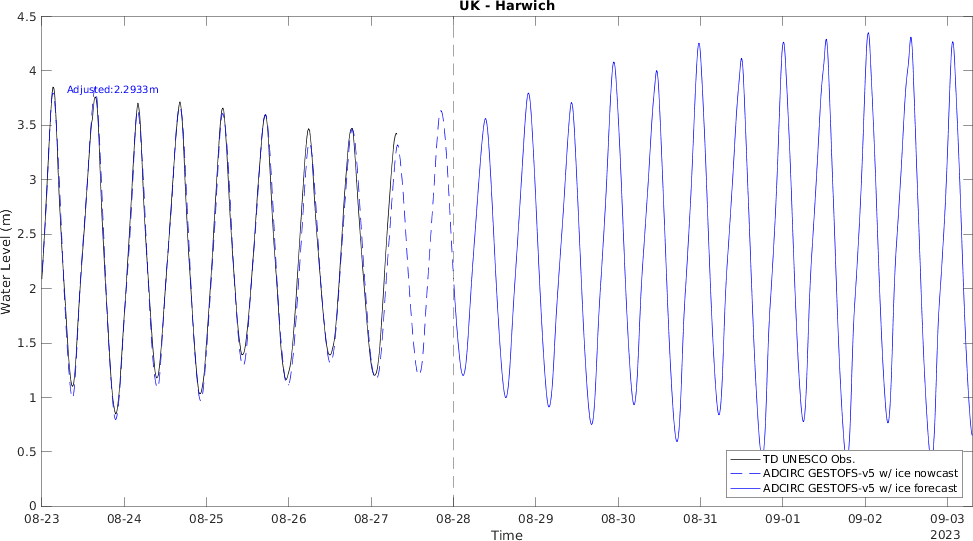 UK - Harwich
4.5
4
3.5
3
2.5
2
1.5
1
0.5
0
Water Level (m)
Adjusted:2.2933m
TD UNESCO Obs.
ADCIRC GESTOFS-v5 w/ ice nowcast
ADCIRC GESTOFS-v5 w/ ice forecast
08-23 08-24 08-25 08-26 08-27 08-28 08-29 08-30 08-31 09-01 09-02 09-03
Time
2023